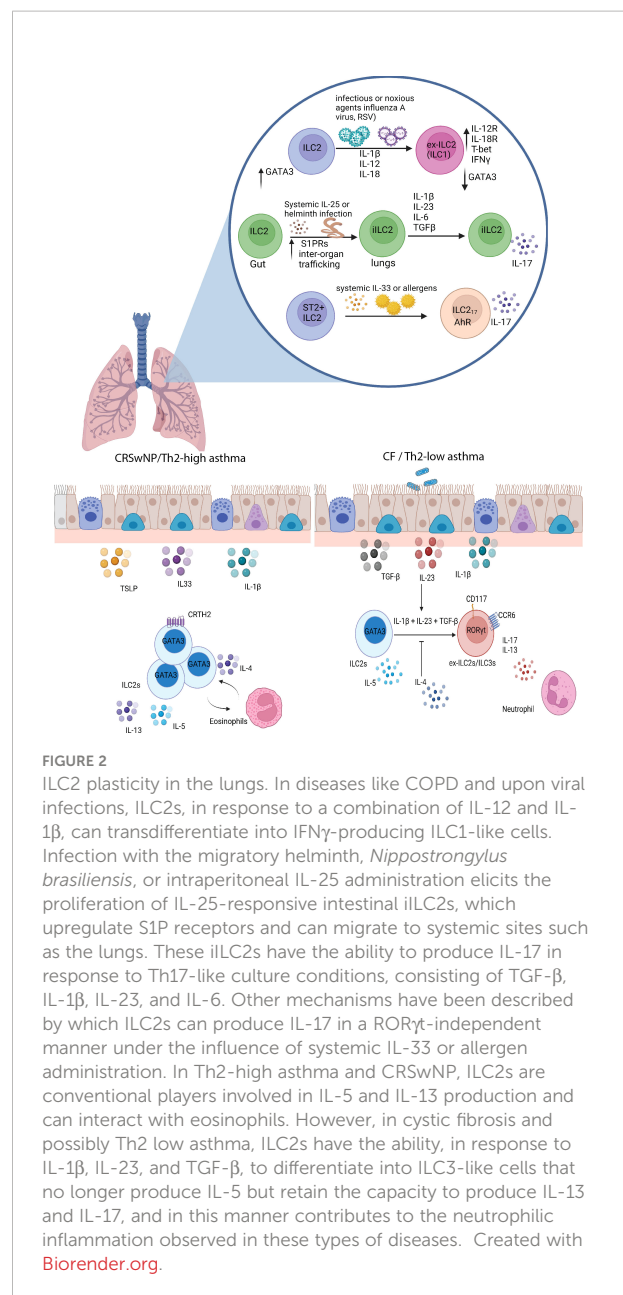 infectious or noxious
agents influenza A
virus, RSV)
ILC2
IL-1β
IL-12
IL-18
ex-ILC2
(ILC1)
IL-12R
IL-18R
T-bet
IFNγ
GATA3
GATA3
ILC2
Gut
Systemic IL-25 or
helminth infection
S1PRs
inter-organ
trafficking
iILC2
lungs
IL-1β
IL-23
IL-6
TGFβ
iILC2
IL-17
ST2+
ILC2
systemic IL-33 or allergens
ILC2₁₇
AhR
IL-17
CRSwNP/Th2-high asthma
TSLP
IL33
IL-1β
CRTH2
GATA3
GATA3
GATA3
ILC2s
IL-4
IL-13
IL-5
Eosinophils
CF / Th2-low asthma
TGF-β
IL-23
IL-1β
GATA3
ILC2s
IL-5
IL-1β + IL-23 + TGF-β
IL-4
CD117
CCR6
RORγt
ex-ILC2s/ILC3s
IL-17
IL-13
Neutrophil
FIGURE 2
ILC2 plasticity in the lungs. In diseases like COPD and upon viral
infections, ILC2s, in response to a combination of IL-12 and IL-
1β, can transdifferentiate into IFNγ-producing ILC1-like cells.
Infection with the migratory helminth, Nippostrongylus
brasiliensis, or intraperitoneal IL-25 administration elicits the
proliferation of IL-25-responsive intestinal iILC2s, which
upregulate S1P receptors and can migrate to systemic sites such
as the lungs. These iILC2s have the ability to produce IL-17 in
response to Th17-like culture conditions, consisting of TGF-β,
IL-1β, IL-23, and IL-6. Other mechanisms have been described
by which ILC2s can produce IL-17 in a RORγt-independent
manner under the influence of systemic IL-33 or allergen
administration. In Th2-high asthma and CRSwNP, ILC2s are
conventional players involved in IL-5 and IL-13 production and
can interact with eosinophils. However, in cystic fibrosis and
possibly Th2 low asthma, ILC2s have the ability, in response to
IL-1β, IL-23, and TGF-β, to differentiate into ILC3-like cells that
no longer produce IL-5 but retain the capacity to produce IL-13
and IL-17, and in this manner contributes to the neutrophilic
inflammation observed in these types of diseases. Created with
Biorender.org.